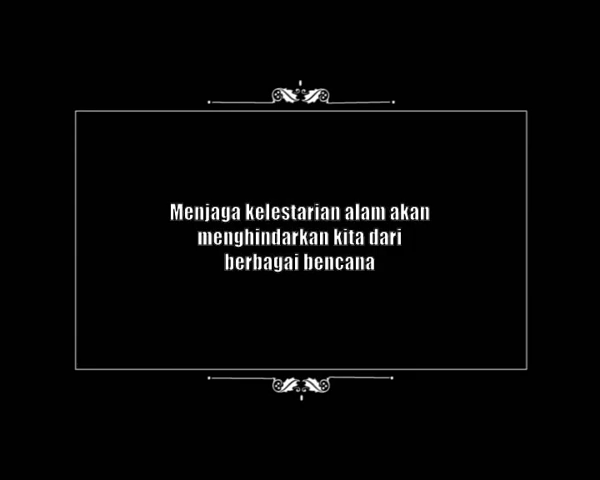 Menjaga kelestarian alam akan
menghindarkan kita dari
berbagai bencana